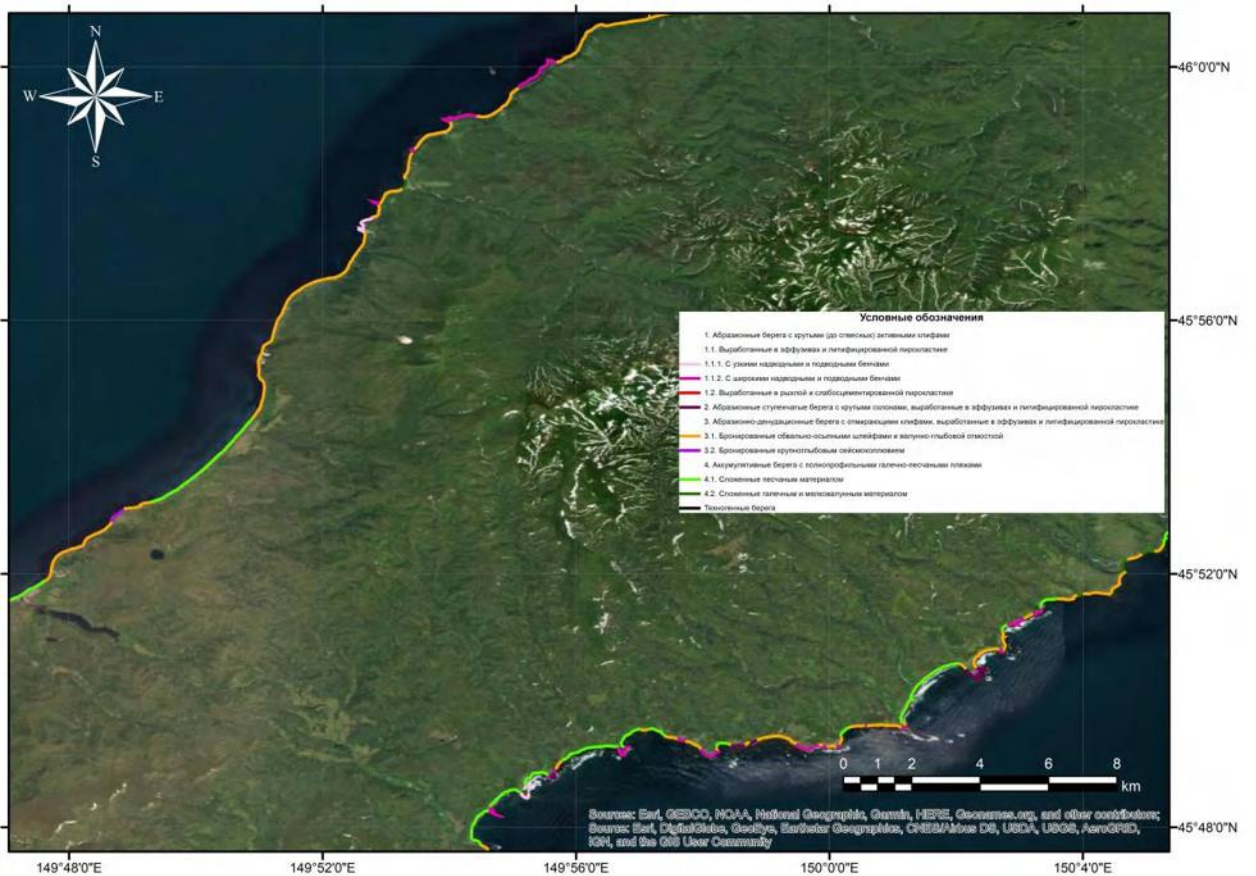 N
W
E
S
46°0'0"N
45°56'0"N
45°52'0"N
45°48'0"N
Условные обозначения
1. Абразионные берега с крутыми (до отвесных) активными клифами
1.1. Выработанные в эффузивах и литифицированной пирокластике
1.1.1. С узкими надводными и подводными бенчами
1.1.2. С широкими надводными и подводными бенчами
1.2. Выработанные в рыхлой и слабосцементированной пирокластике
2. Абразионные ступенчатые берега с крутыми склонами, выработанные в эффузивах и литифицированной пирокластике
3. Абразионно-денудационные берега с отмирающими клифами, выработанные в эффузивах и литифицированной пирокластике
3.1. Бронированные обвально-осыпными шлейфами и валунно-глыбовой отмосткой
3.2. Бронированные крупноглыбовым сейсмоколлювием
4. Аккумулятивные берега с полнопрофильными галечно-песчаными пляжами
4.1. Сложенные песчаным материалом
4.2. Сложенные галечным и мелковалунным материалом
Техногенные берега
0 1 2 4 6 8
km
Sources: Esri, GEBCO, NOAA, National Geographic, Garmin, HERE, Geonames.org, and other contributors;
Source: Esri, DigitalGlobe, GeoEye, Earthstar Geographics, CNES/Airbus DS, USDA, USGS, AeroGRID,
IGN, and the GIS User Community
149°48'0"E 149°52'0"E 149°56'0"E 150°0'0"E 150°4'0"E